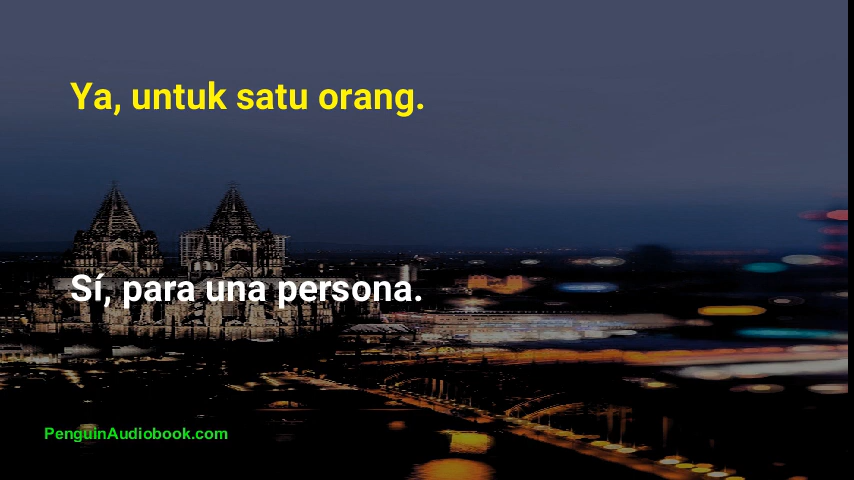 Ya, untuk satu orang.
Sí, para una persona.
PenguinAudiobook.com